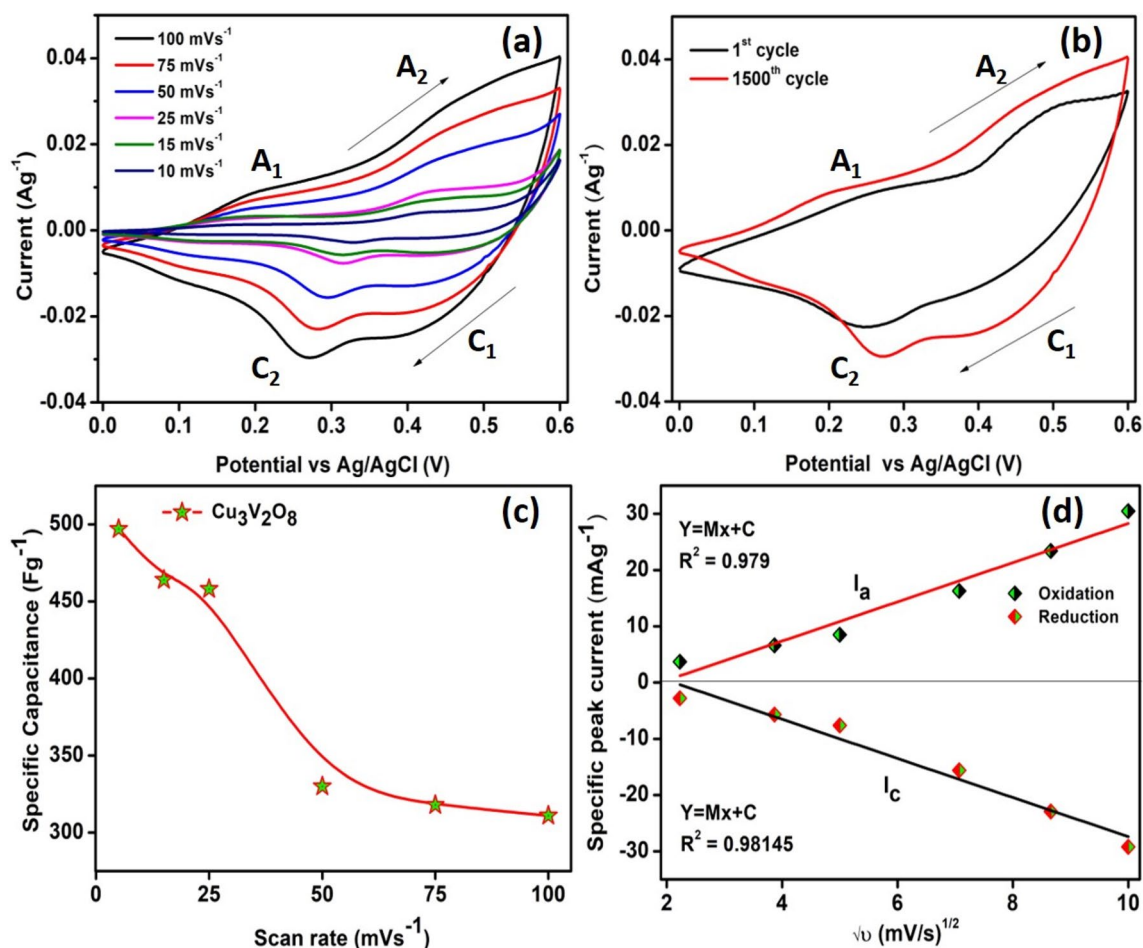 (a)
100 mVs⁻¹
75 mVs⁻¹
50 mVs⁻¹
25 mVs⁻¹
15 mVs⁻¹
10 mVs⁻¹
A₂
A₁
C₁
C₂
0.04
0.02
0.00
-0.02
-0.04
Current (Ag⁻¹)
0.0 0.1 0.2 0.3 0.4 0.5 0.6
Potential vs Ag/AgCl (V)
(b)
1ˢᵗ cycle
1500ᵗʰ cycle
A₂
A₁
C₁
C₂
0.04
0.02
0.00
-0.02
-0.04
Current (Ag⁻¹)
0.0 0.1 0.2 0.3 0.4 0.5 0.6
Potential vs Ag/AgCl (V)
(c)
Cu₃V₂O₈
500
450
400
350
300
Specific Capacitance (Fg⁻¹)
0 25 50 75 100
Scan rate (mVs⁻¹)
(d)
Y=Mx+C
R² = 0.979
Iₐ
Oxidation
Reduction
I_c
Y=Mx+C
R² = 0.98145
30
20
10
0
-10
-20
-30
Specific peak current (mAg⁻¹)
2 4 6 8 10
√υ (mV/s)¹ᐟ²